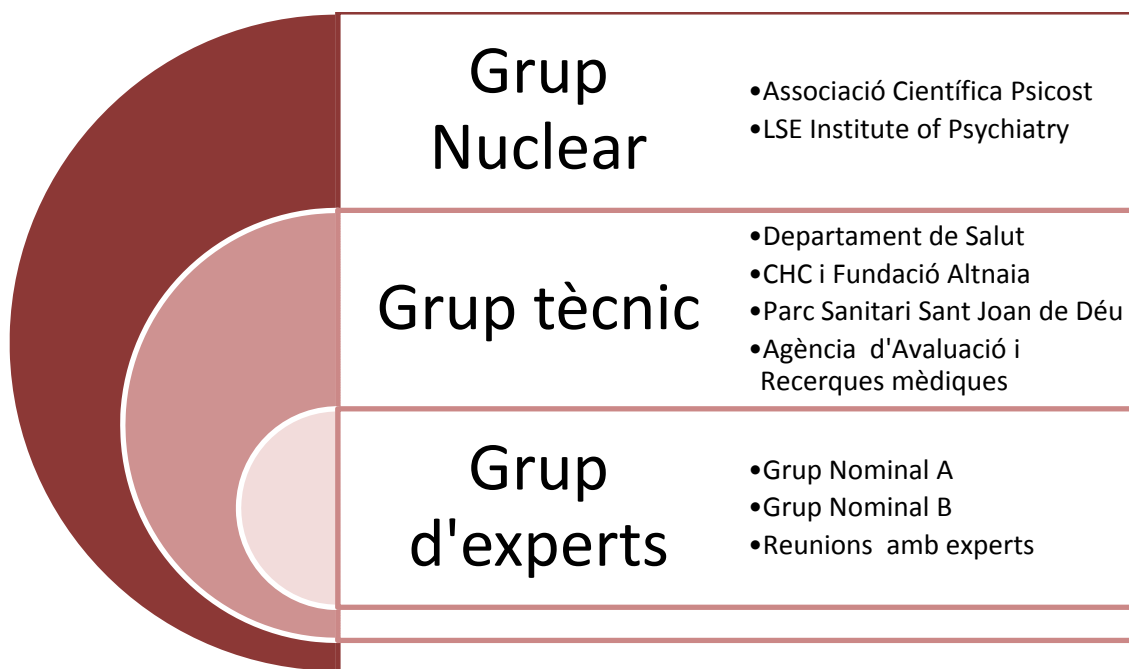 Grup
Nuclear
•Associació Científica Psicost
•LSE Institute of Psychiatry
Grup tècnic
•Departament de Salut
•CHC i Fundació Altnaia
•Parc Sanitari Sant Joan de Déu
•Agència d'Avaluació i
Recerques mèdiques
Grup
d'experts
•Grup Nominal A
•Grup Nominal B
•Reunions amb experts